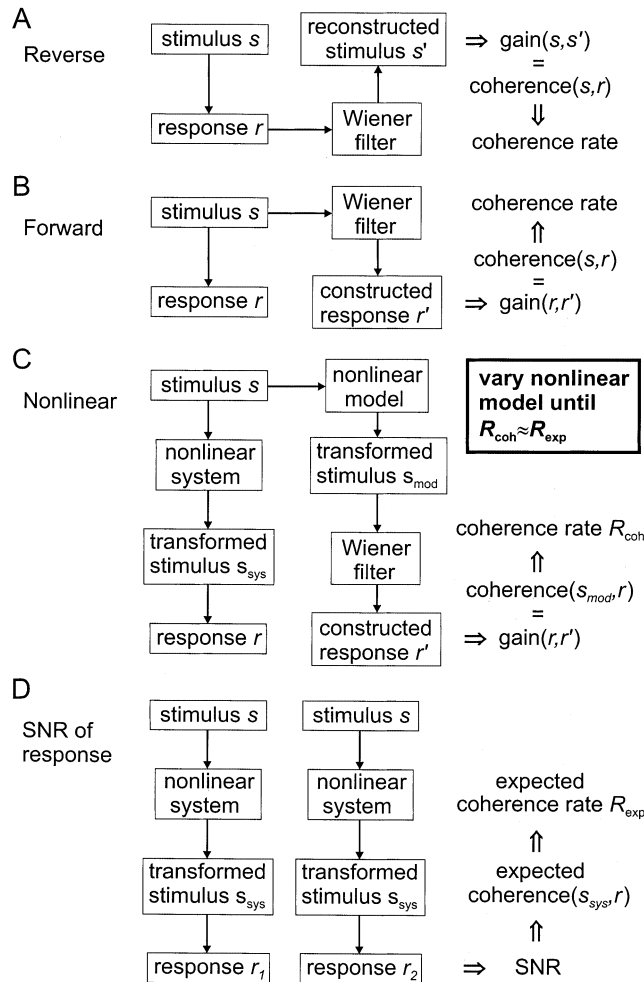 A
Reverse
stimulus s
response r
reconstructed
stimulus s'
Wiener
filter
⇒ gain(s,s')
=
coherence(s,r)
⇓
coherence rate
B
Forward
stimulus s
response r
Wiener
filter
constructed
response r'
coherence rate
⇑
coherence(s,r)
=
⇒ gain(r,r')
C
Nonlinear
stimulus s
nonlinear
system
transformed
stimulus s_sys
response r
nonlinear
model
transformed
stimulus s_mod
Wiener
filter
constructed
response r'
vary nonlinear
model until
R_coh≈R_exp
coherence rate R_coh
⇑
coherence(s_mod,r)
=
⇒ gain(r,r')
D
SNR of
response
stimulus s
nonlinear
system
transformed
stimulus s_sys
response r_1
stimulus s
nonlinear
system
transformed
stimulus s_sys
response r_2
expected
coherence rate R_exp
⇑
expected
coherence(s_sys,r)
⇑
⇒ SNR